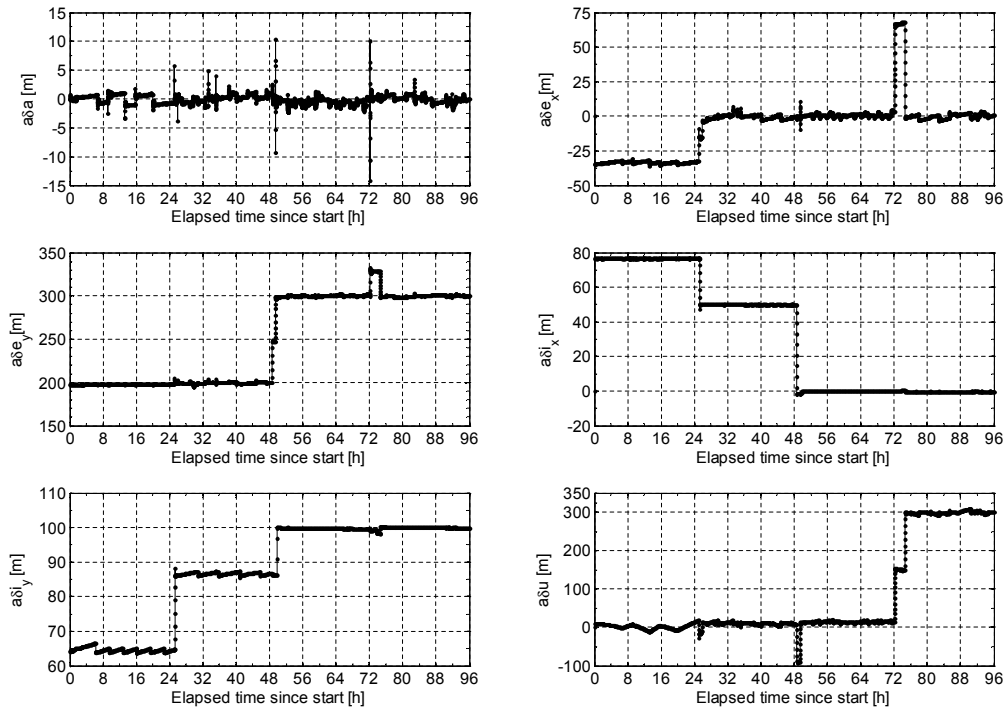 aδa [m]
15
10
5
0
-5
-10
-15
0 8 16 24 32 40 48 56 64 72 80 88 96
Elapsed time since start [h]
aδe_x [m]
75
50
25
0
-25
-50
0 8 16 24 32 40 48 56 64 72 80 88 96
Elapsed time since start [h]
aδe_y [m]
350
300
250
200
150
0 8 16 24 32 40 48 56 64 72 80 88 96
Elapsed time since start [h]
aδi_x [m]
80
60
40
20
0
-20
0 8 16 24 32 40 48 56 64 72 80 88 96
Elapsed time since start [h]
aδi_y [m]
110
100
90
80
70
60
0 8 16 24 32 40 48 56 64 72 80 88 96
Elapsed time since start [h]
aδu [m]
350
300
200
100
0
-100
0 8 16 24 32 40 48 56 64 72 80 88 96
Elapsed time since start [h]